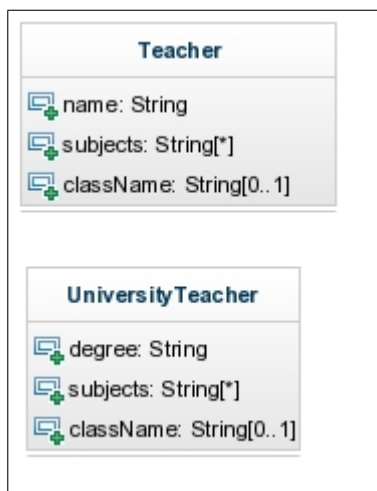 Teacher
name: String
subjects: String[*]
className: String[0..1]
UniversityTeacher
degree: String
subjects: String[*]
className: String[0..1]